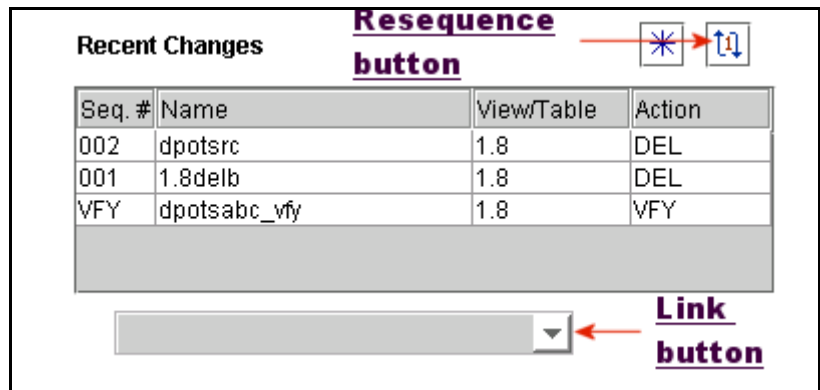 Resequence
button
Recent Changes
1
Seq. # Name View/Table Action
002 dpotsrc 1.8 DEL
001 1.8delb 1.8 DEL
VFY dpotsabc_vfy 1.8 VFY
Link
button